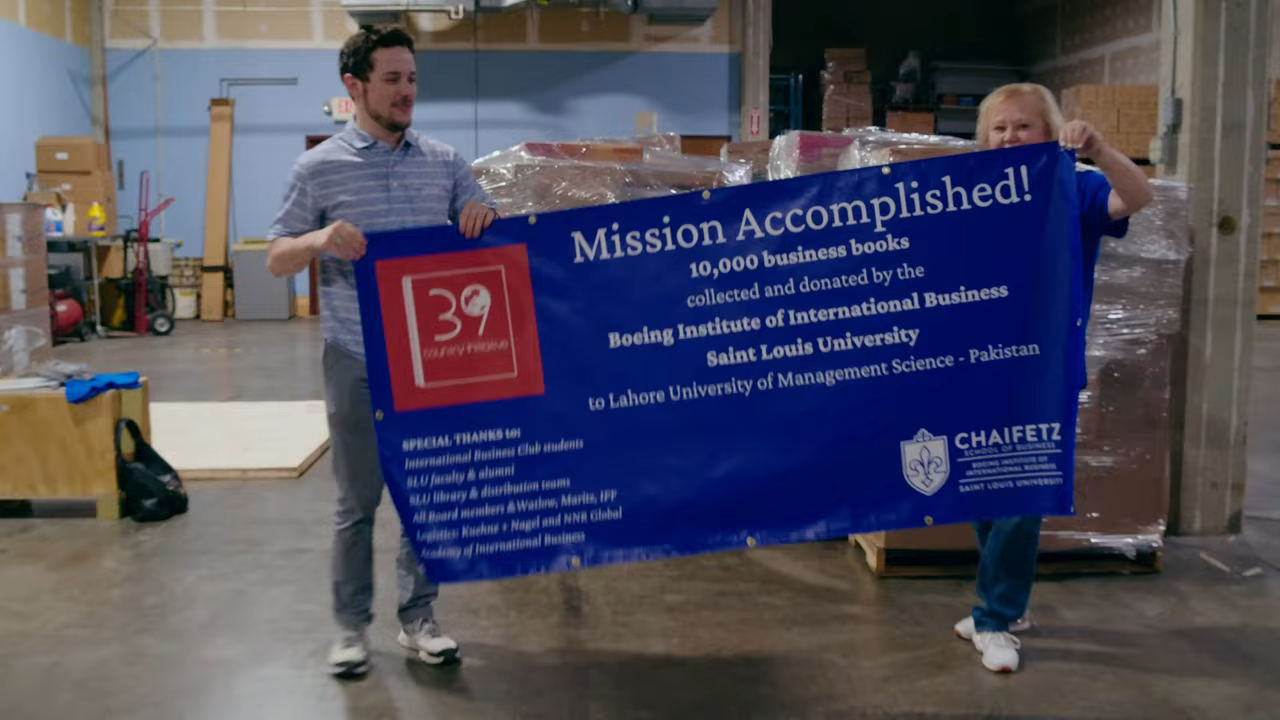 EXIT
Mission Accomplished!
10,000 business books
collected and donated by the
Boeing Institute of International Business
Saint Louis University
to Lahore University of Management Science - Pakistan
39
country initiative
SPECIAL THANKS to:
International Business Club students
SLU faculty & alumni
SLU library & distribution teams
All Board members & Watlow, Marits, IFP
Logistics: Kuehne + Nagel and NNR Global
Academy of International Business
CHAIFETZ
SCHOOL OF BUSINESS
BOEING INSTITUTE OF
INTERNATIONAL BUSINESS
SAINT LOUIS UNIVERSITY